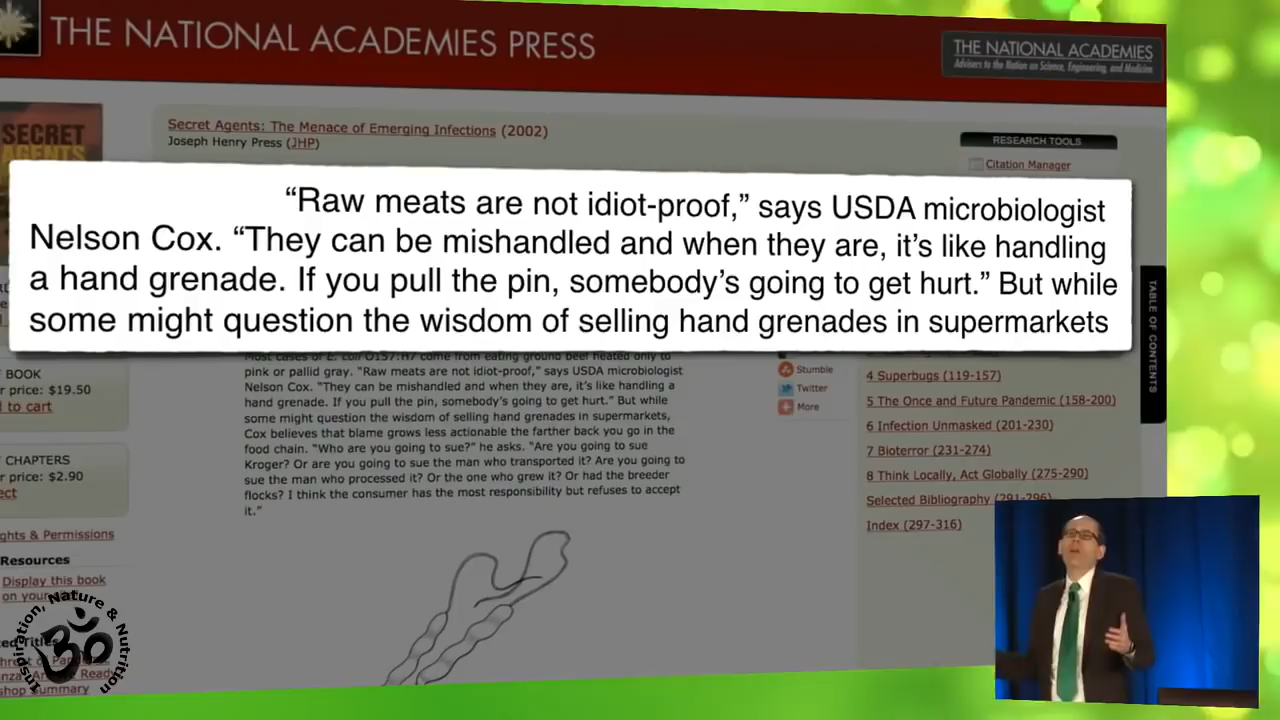 THE NATIONAL ACADEMIES PRESS
THE NATIONAL ACADEMIES
Advisers to the Nation on Science, Engineering, and Medicine
SECRET
AGENTS
Secret Agents: The Menace of Emerging Infections (2002)
Joseph Henry Press (JHP)
RESEARCH TOOLS
Citation Manager
“Raw meats are not idiot-proof,” says USDA microbiologist
Nelson Cox. “They can be mishandled and when they are, it’s like handling
a hand grenade. If you pull the pin, somebody’s going to get hurt.” But while
some might question the wisdom of selling hand grenades in supermarkets
TABLE OF CONTENTS
Most cases of E. coli O157:H7 come from eating ground beef heated only to
pink or pallid gray. "Raw meats are not idiot-proof," says USDA microbiologist
Nelson Cox. "They can be mishandled and when they are, it's like handling a
hand grenade. If you pull the pin, somebody's going to get hurt." But while
some might question the wisdom of selling hand grenades in supermarkets,
Cox believes that blame grows less actionable the farther back you go in the
food chain. "Who are you going to sue?" he asks. "Are you going to sue
Kroger? Or are you going to sue the man who transported it? Are you going to
sue the man who processed it? Or the one who grew it? Or had the breeder
flocks? I think the consumer has the most responsibility but refuses to accept
it."
Stumble
Twitter
More
4 Superbugs (119-157)
5 The Once and Future Pandemic (158-200)
6 Infection Unmasked (201-230)
7 Bioterror (231-274)
8 Think Locally, Act Globally (275-290)
Selected Bibliography (291-296)
Index (297-316)
BOOK
r price: $19.50
to cart
CHAPTERS
r price: $2.90
ect
ghts & Permissions
Resources
Display this book
on your
shop Summary
Inspiration, Nature & Nutrition
ॐ